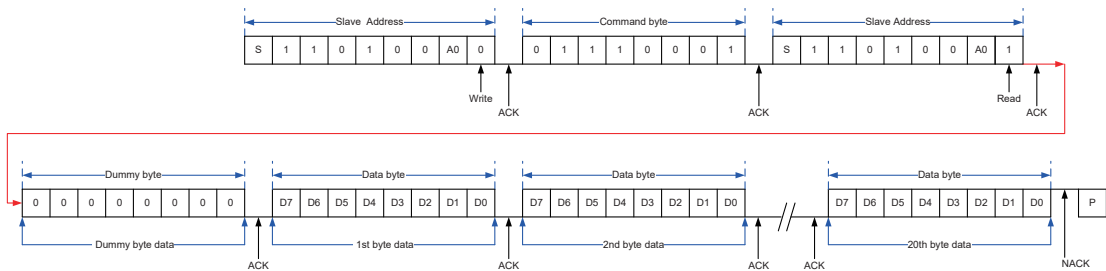 Slave Address Command byte Slave Address
S 1 1 0 1 0 0 A0 0 0 1 1 1 0 0 0 1 S 1 1 0 1 0 0 A0 1
Write Read
ACK ACK ACK
Dummy byte Data byte Data byte Data byte
0 0 0 0 0 0 0 0 D7 D6 D5 D4 D3 D2 D1 D0 D7 D6 D5 D4 D3 D2 D1 D0 D7 D6 D5 D4 D3 D2 D1 D0 P
Dummy byte data 1st byte data 2nd byte data 20th byte data
ACK ACK ACK ACK NACK